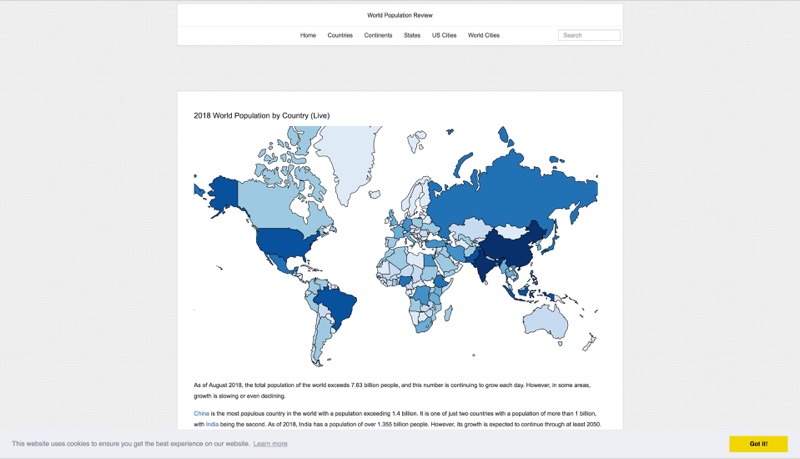 World Population Review
Home Countries Continents States US Cities World Cities Search
2018 World Population by Country (Live)
As of August 2018, the total population of the world exceeds 7.63 billion people, and this number is continuing to grow each day. However, in some areas,
growth is slowing or even declining.
China is the most populous country in the world with a population exceeding 1.4 billion. It is one of just two countries with a population of more than 1 billion,
with India being the second. As of 2018, India has a population of over 1.355 billion people. However, its growth is expected to continue through at least 2050.
This website uses cookies to ensure you get the best experience on our website. Learn more Got it!